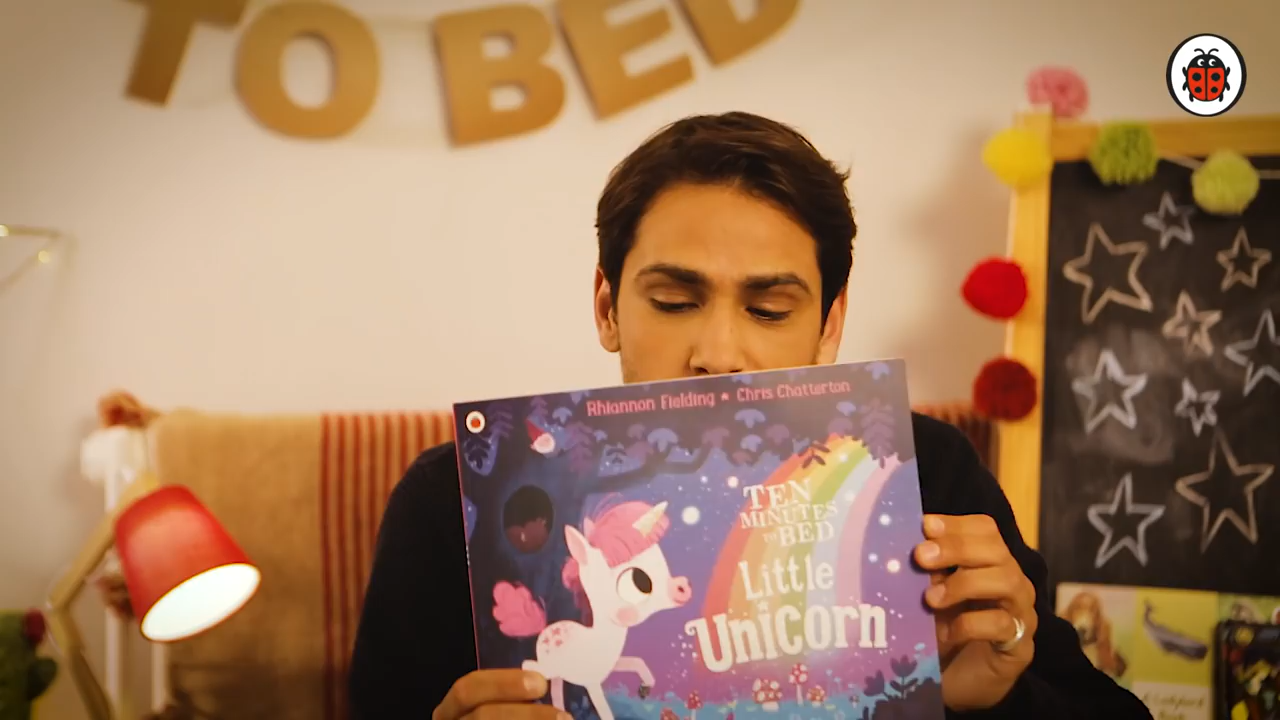 TO BED
Rhiannon Fielding ★ Chris Chatterton
TEN
MINUTES
TO BED
Little
Unicorn